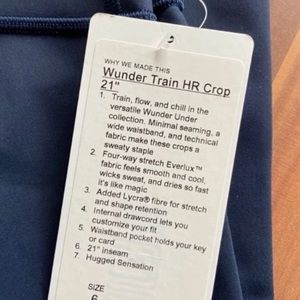 WHY WE MADE THIS
Wunder Train HR Crop
21"
1. Train, flow, and chill in the
versatile Wunder Under
collection. Minimal seaming, a
wide waistband, and technical
fabric make these crops a
sweaty staple
2. Four-way stretch Everlux™
fabric feels smooth and cool,
wicks sweat, and dries so fast
it's like magic
3. Added Lycra® fibre for stretch
and shape retention
4. Internal drawcord lets you
customize your fit
5. Waistband pocket holds your key
or card
6. 21" inseam
7. Hugged Sensation
SIZE
6